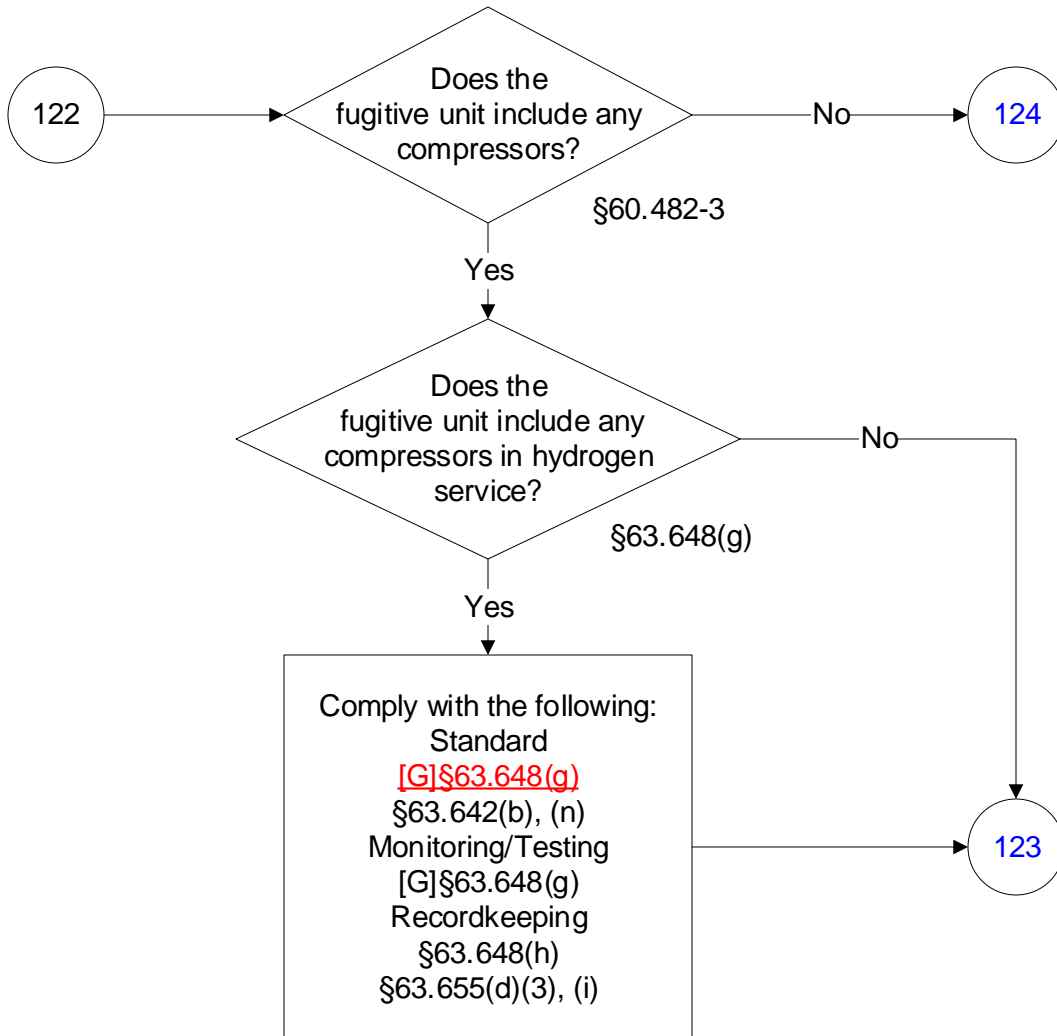 122
Does the
fugitive unit include any
compressors?
No
124
§60.482-3
Yes
Does the
fugitive unit include any
compressors in hydrogen
service?
No
§63.648(g)
Yes
Comply with the following:
Standard
[G]§63.648(g)
§63.642(b), (n)
Monitoring/Testing
[G]§63.648(g)
Recordkeeping
§63.648(h)
§63.655(d)(3), (i)
123